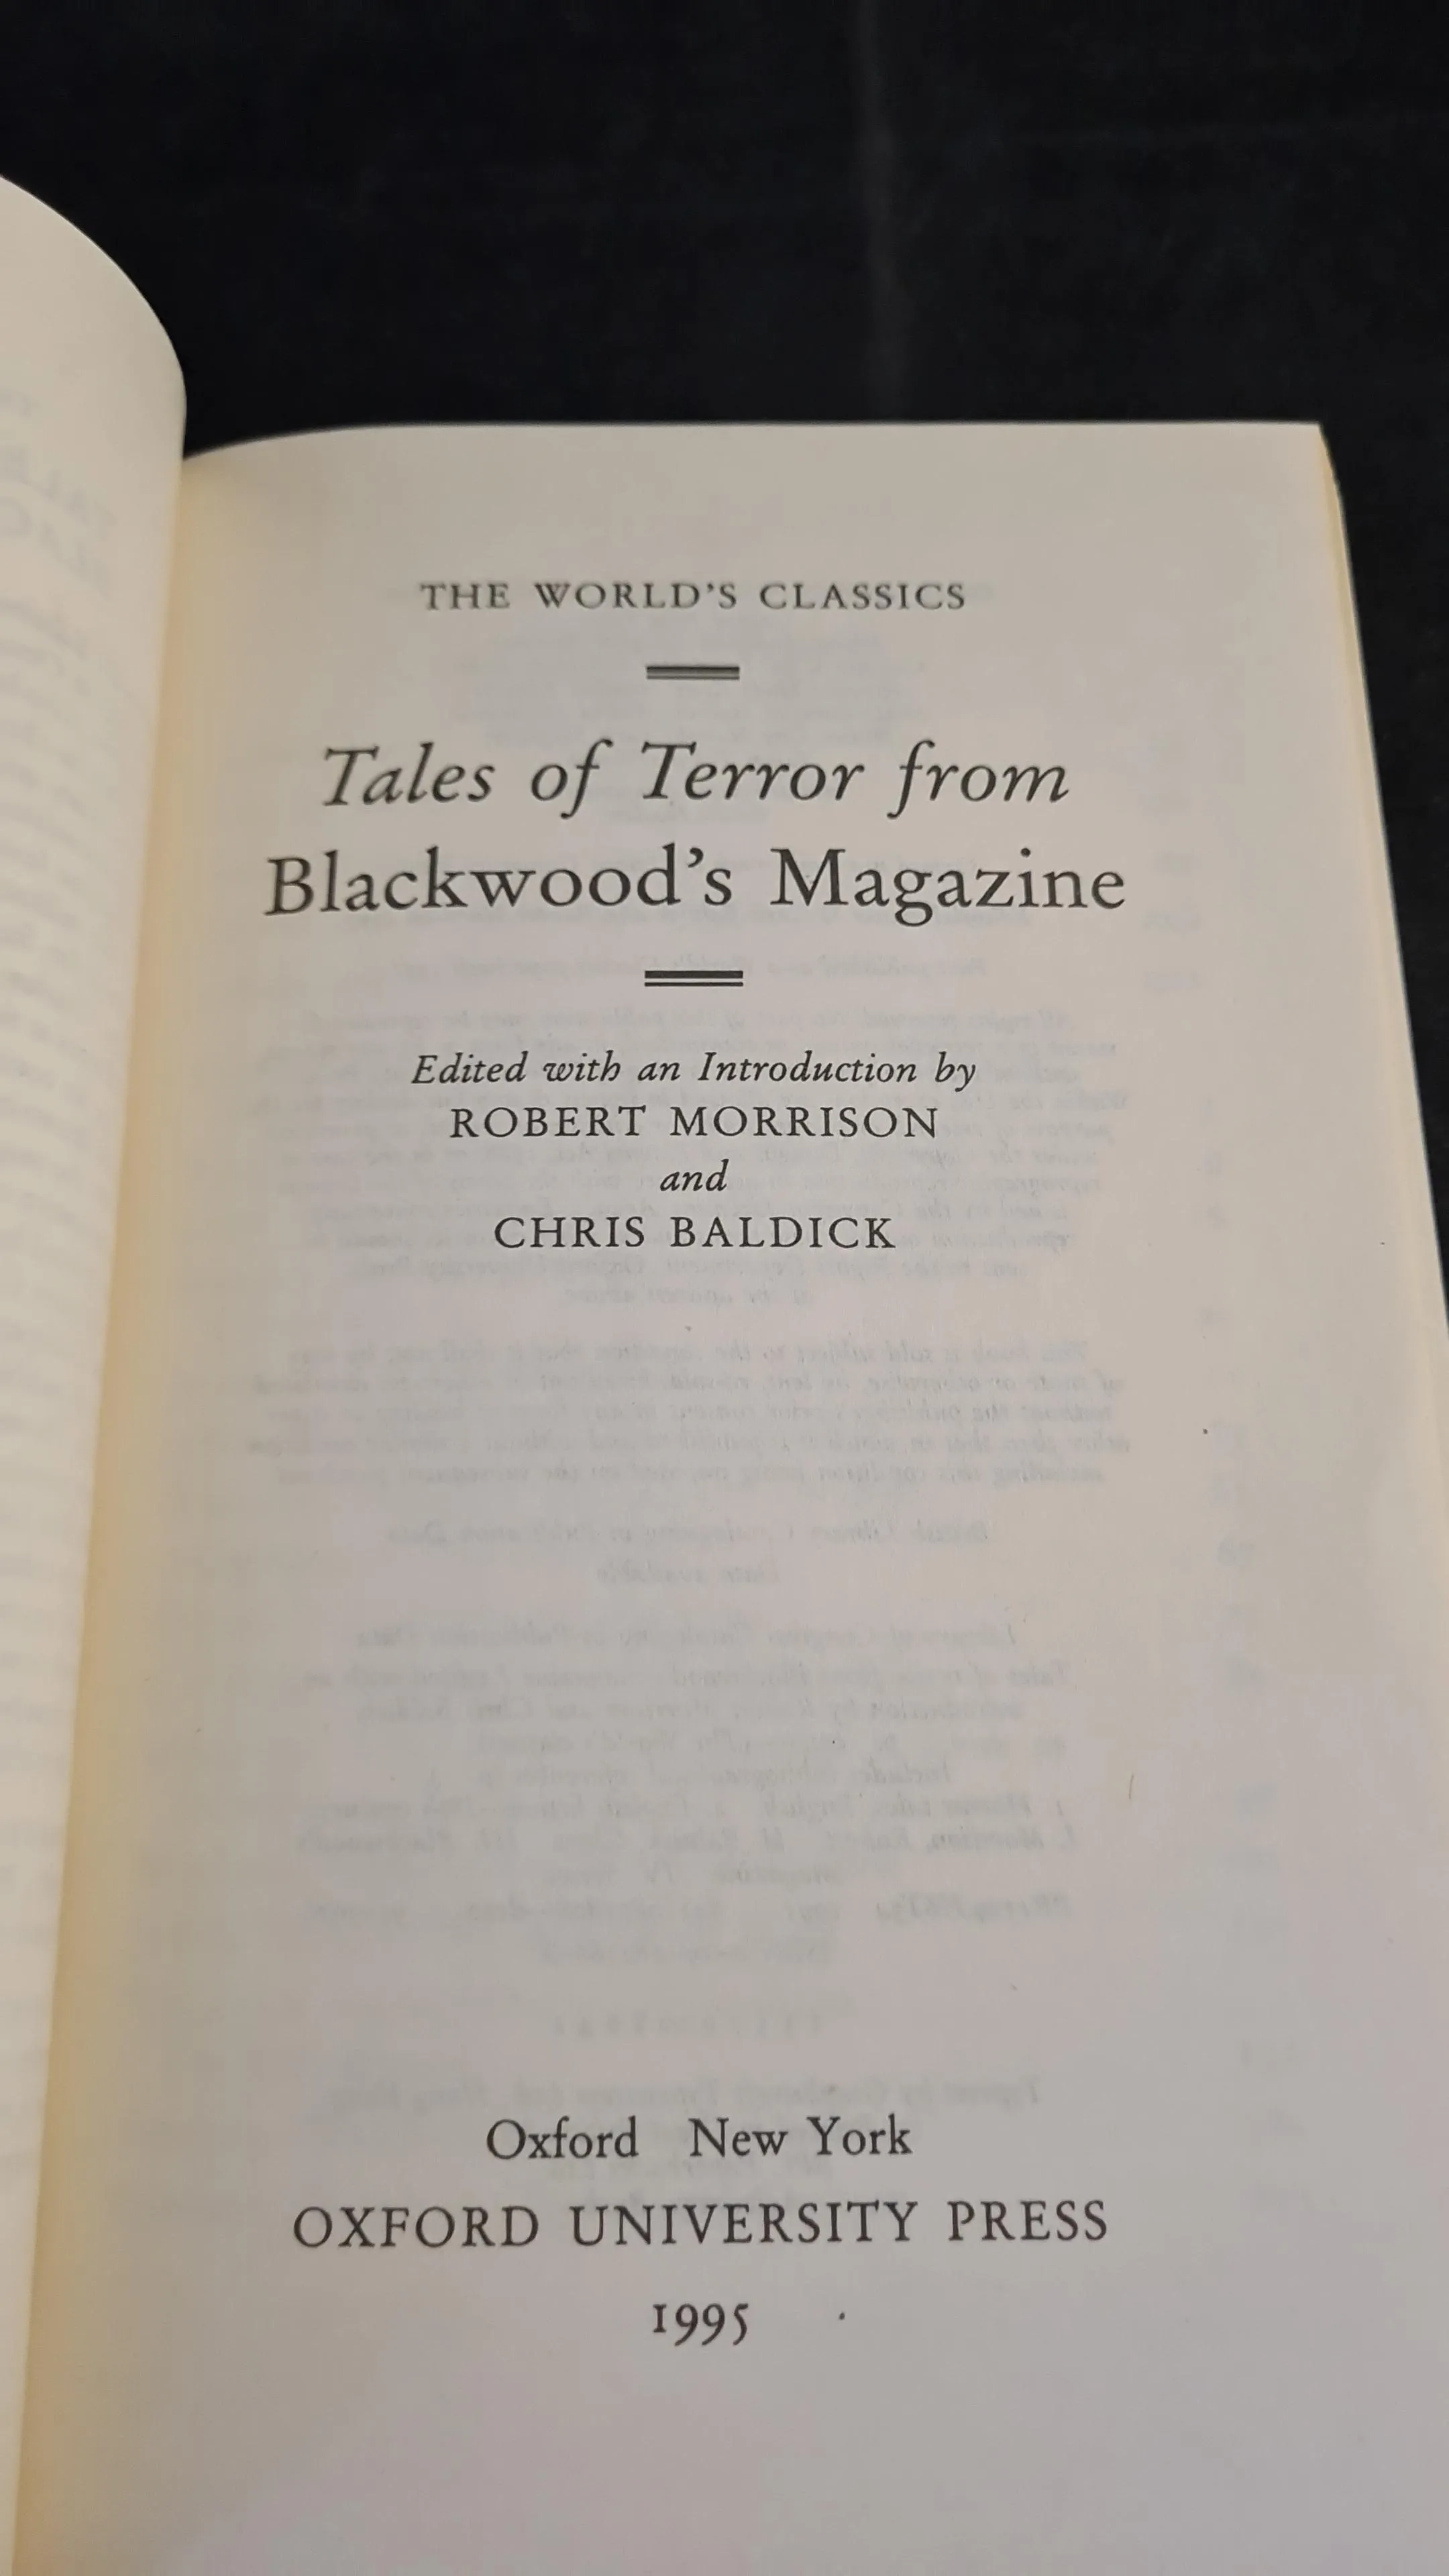 THE WORLD'S CLASSICS
Tales of Terror from
Blackwood's Magazine
Edited with an Introduction by
ROBERT MORRISON
and
CHRIS BALDICK
Oxford New York
OXFORD UNIVERSITY PRESS
1995